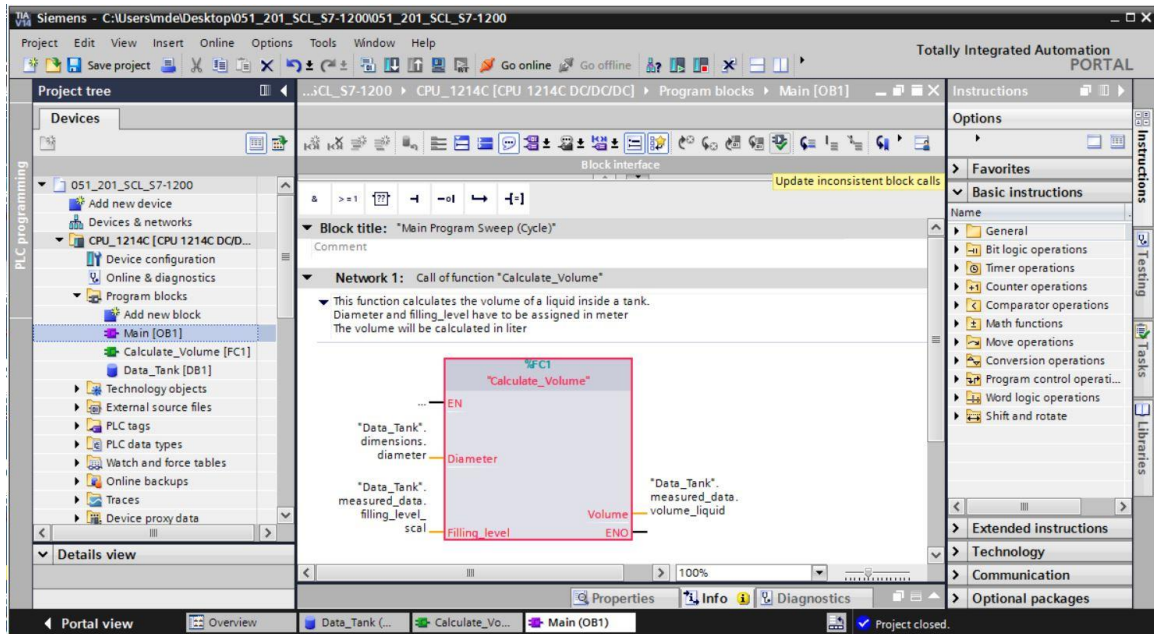 TIA V14
Siemens - C:\Users\mde\Desktop\051_201_SCL_S7-1200\051_201_SCL_S7-1200
Project Edit View Insert Online Options Tools Window Help
Totally Integrated Automation
PORTAL
Save project
Go online
Go offline
PLC programming
Project tree
Devices
051_201_SCL_S7-1200
Add new device
Devices & networks
CPU_1214C [CPU 1214C DC/D...
Device configuration
Online & diagnostics
Program blocks
Add new block
Main [OB1]
Calculate_Volume [FC1]
Data_Tank [DB1]
Technology objects
External source files
PLC tags
PLC data types
Watch and force tables
Online backups
Traces
Device proxy data
Details view
...SCL_S7-1200 ▸ CPU_1214C [CPU 1214C DC/DC/DC] ▸ Program blocks ▸ Main [OB1]
Block interface
Update inconsistent block calls
& >=1 ??
Block title: "Main Program Sweep (Cycle)"
Comment
Network 1: Call of function "Calculate_Volume"
This function calculates the volume of a liquid inside a tank.
Diameter and filling_level have to be assigned in meter
The volume will be calculated in liter
%FC1
"Calculate_Volume"
... EN
"Data_Tank".
dimensions.
diameter Diameter
"Data_Tank".
measured_data.
filling_level_
scal Filling_level
"Data_Tank".
measured_data.
Volume volume_liquid
ENO
100%
Properties Info Diagnostics
Instructions
Options
Favorites
Basic instructions
Name
General
Bit logic operations
Timer operations
Counter operations
Comparator operations
Math functions
Move operations
Conversion operations
Program control operati...
Word logic operations
Shift and rotate
Extended instructions
Technology
Communication
Optional packages
Instructions
Testing
Tasks
Libraries
Portal view
Overview
Data_Tank (...
Calculate_Vo...
Main (OB1)
Project closed.